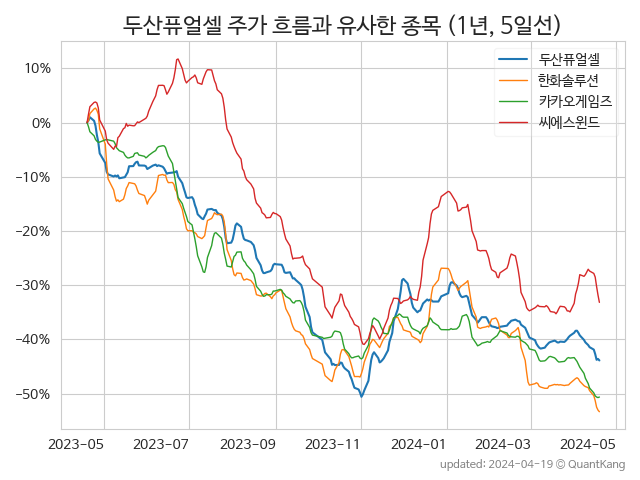 두산퓨얼셀 주가 흐름과 유사한 종목 (1년, 5일선)
두산퓨얼셀
한화솔루션
카카오게임즈
씨에스윈드
10%
0%
−10%
−20%
−30%
−40%
−50%
2023-05 2023-07 2023-09 2023-11 2024-01 2024-03 2024-05
updated: 2024-04-19 © QuantKang